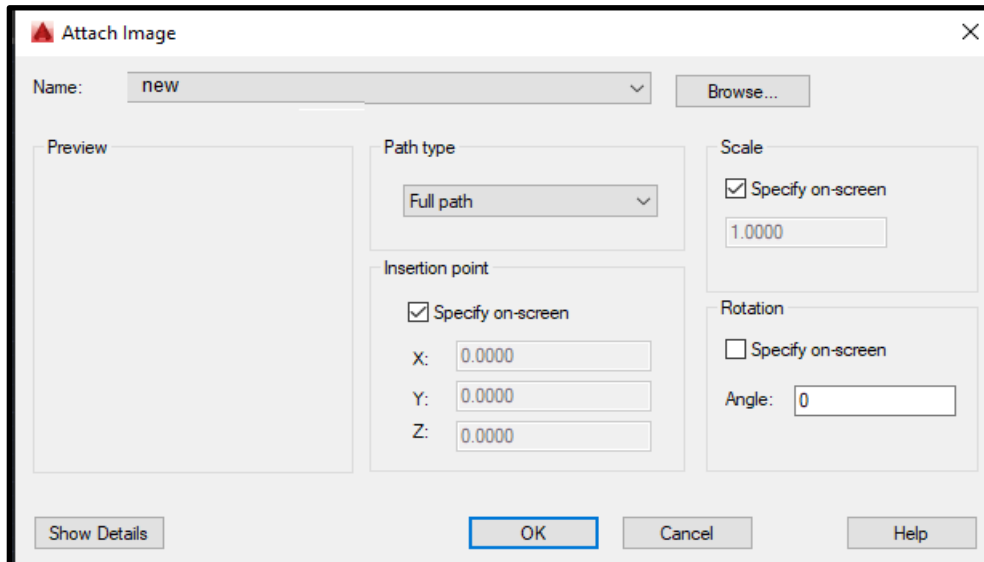 Attach Image
Name: new Browse...
Preview
Path type
Full path
Scale
Specify on-screen
1.0000
Insertion point
Specify on-screen
X: 0.0000
Y: 0.0000
Z: 0.0000
Rotation
Specify on-screen
Angle: 0
Show Details OK Cancel Help